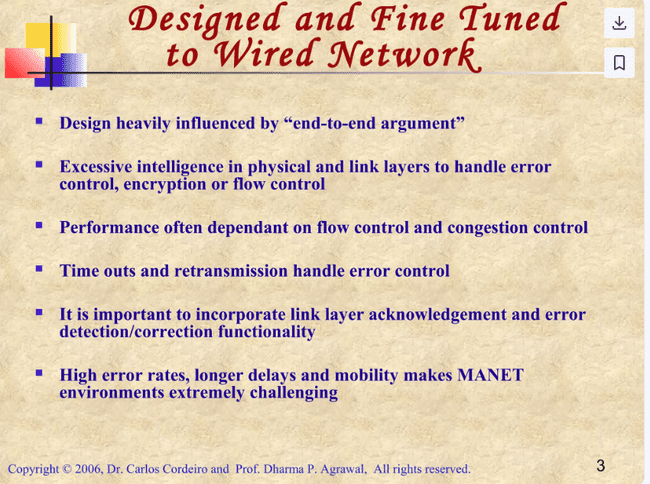 Designed and Fine Tuned
to Wired Network
Design heavily influenced by “end-to-end argument”
Excessive intelligence in physical and link layers to handle error
control, encryption or flow control
Performance often dependant on flow control and congestion control
Time outs and retransmission handle error control
It is important to incorporate link layer acknowledgement and error
detection/correction functionality
High error rates, longer delays and mobility makes MANET
environments extremely challenging
Copyright © 2006, Dr. Carlos Cordeiro and Prof. Dharma P. Agrawal, All rights reserved.
3